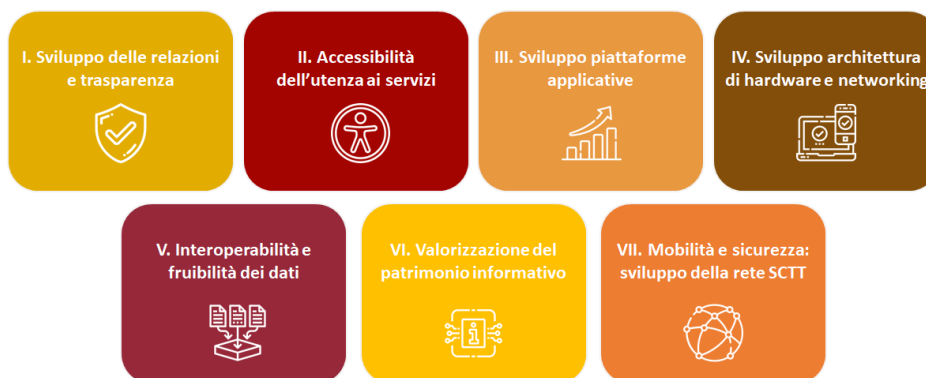 I. Sviluppo delle relazioni
e trasparenza
II. Accessibilità
dell'utenza ai servizi
III. Sviluppo piattaforme
applicative
IV. Sviluppo architettura
di hardware e networking
V. Interoperabilità e
fruibilità dei dati
VI. Valorizzazione del
patrimonio informativo
VII. Mobilità e sicurezza:
sviluppo della rete SCTT